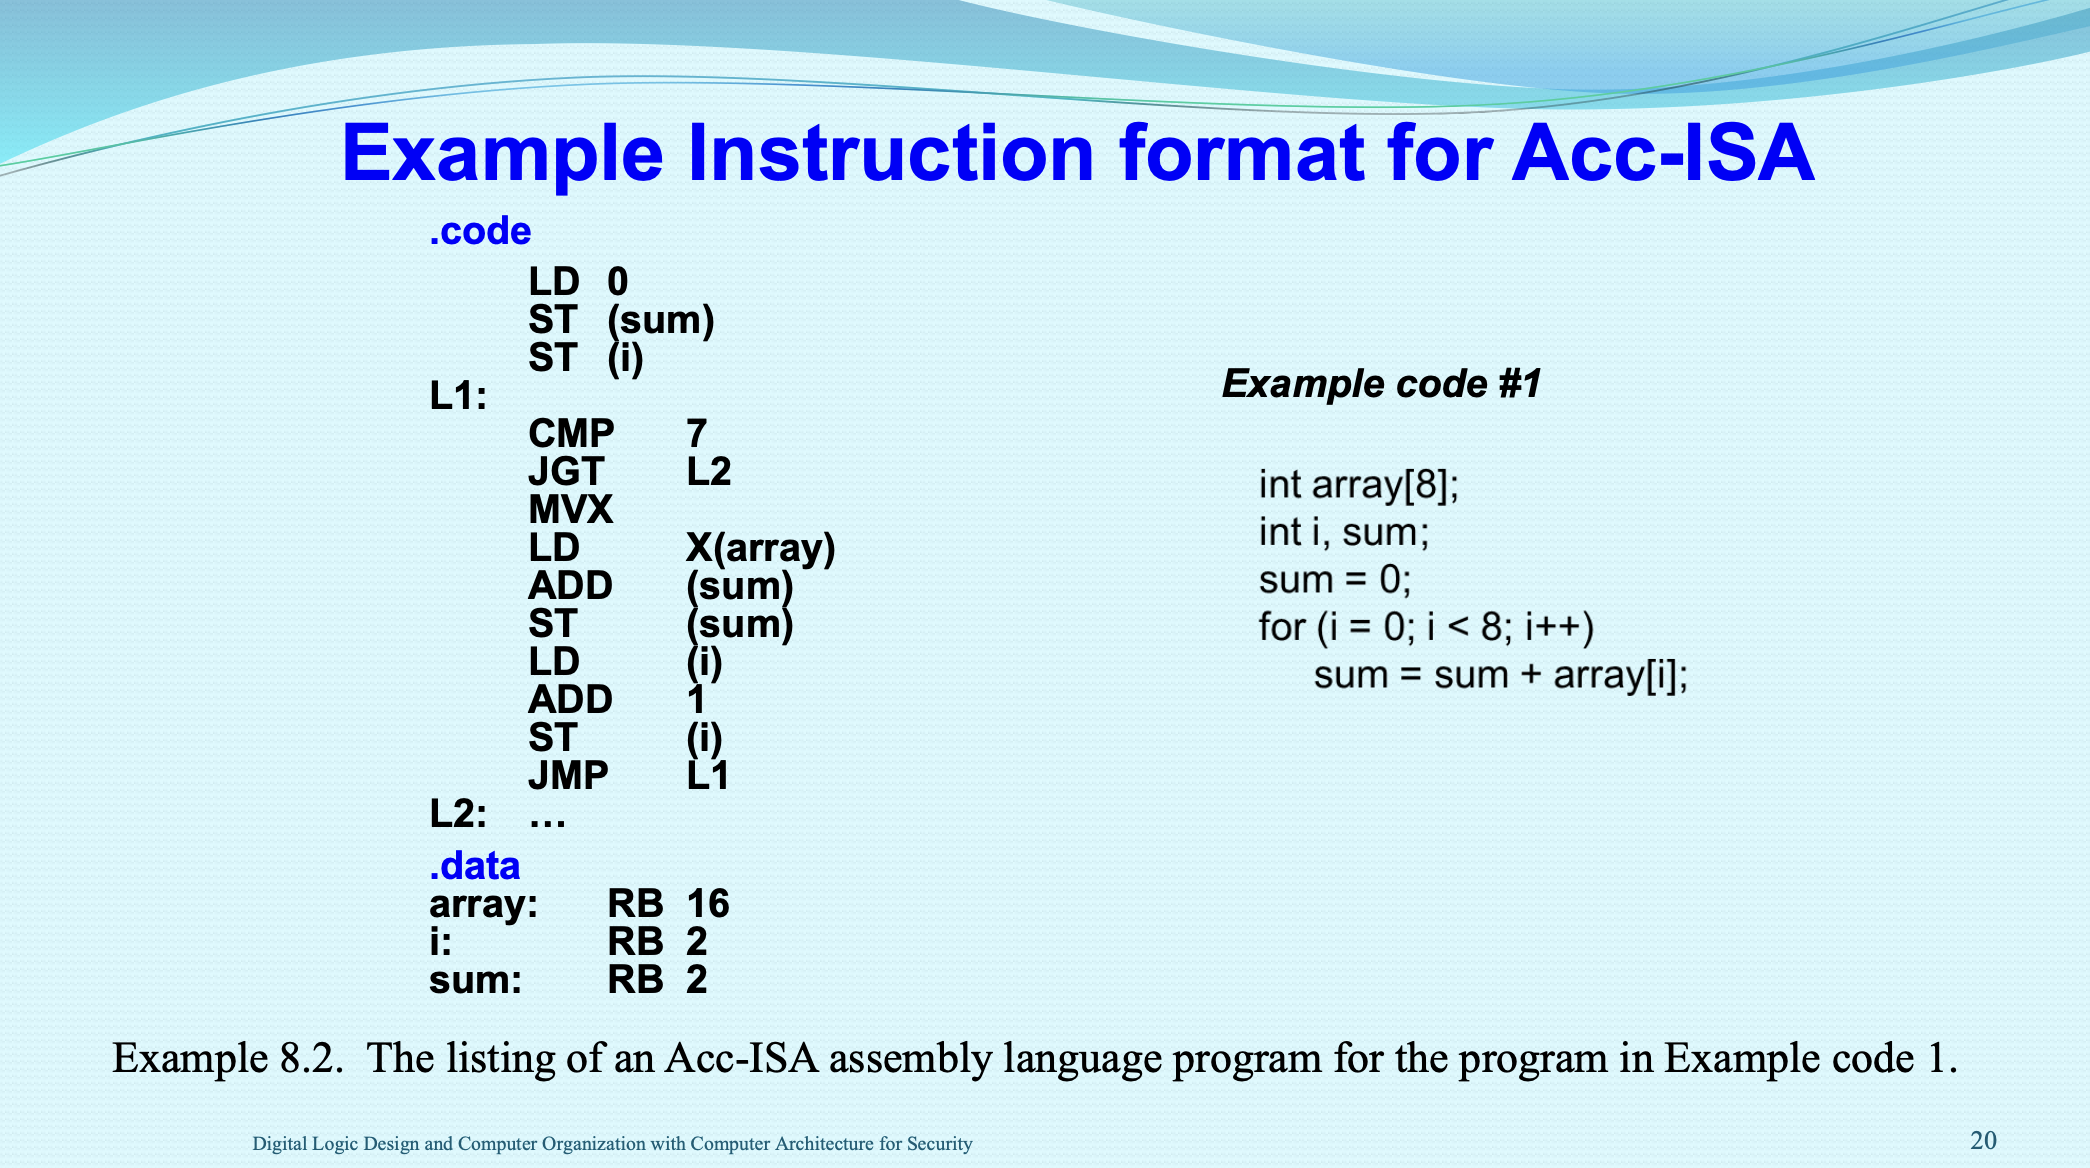 Example Instruction format for Acc-ISA
.code
LD 0
ST (sum)
ST (i)
L1:
CMP 7
JGT L2
MVX
LD X(array)
ADD (sum)
ST (sum)
LD (i)
ADD 1
ST (i)
JMP L1
L2: …
.data
array: RB 16
i: RB 2
sum: RB 2
Example code #1
int array[8];
int i, sum;
sum = 0;
for (i = 0; i < 8; i++)
sum = sum + array[i];
Example 8.2. The listing of an Acc-ISA assembly language program for the program in Example code 1.
Digital Logic Design and Computer Organization with Computer Architecture for Security
20